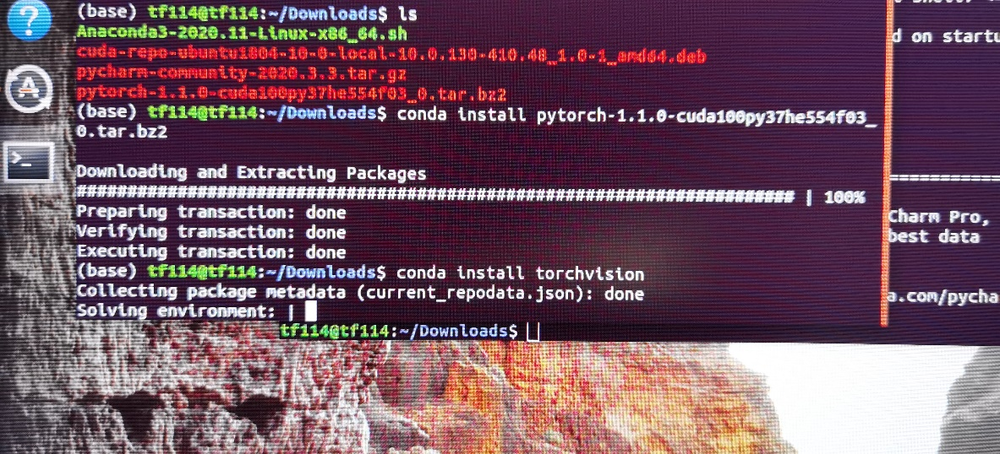 (base) tf114@tf114:~/Downloads$ ls
Anaconda3-2020.11-Linux-x86_64.sh
cuda-repo-ubuntu1804-10-0-local-10.0.130-410.48_1.0-1_amd64.deb
pycharm-community-2020.3.3.tar.gz
pytorch-1.1.0-cuda100py37he554f03_0.tar.bz2
(base) tf114@tf114:~/Downloads$ conda install pytorch-1.1.0-cuda100py37he554f03_
0.tar.bz2
Downloading and Extracting Packages
####################################################################### | 100%
Preparing transaction: done
Verifying transaction: done
Executing transaction: done
(base) tf114@tf114:~/Downloads$ conda install torchvision
Collecting package metadata (current_repodata.json): done
Solving environment: |
tf114@tf114:~/Downloads$
d on startu
===========
Charm Pro,
best data
a.com/pycha